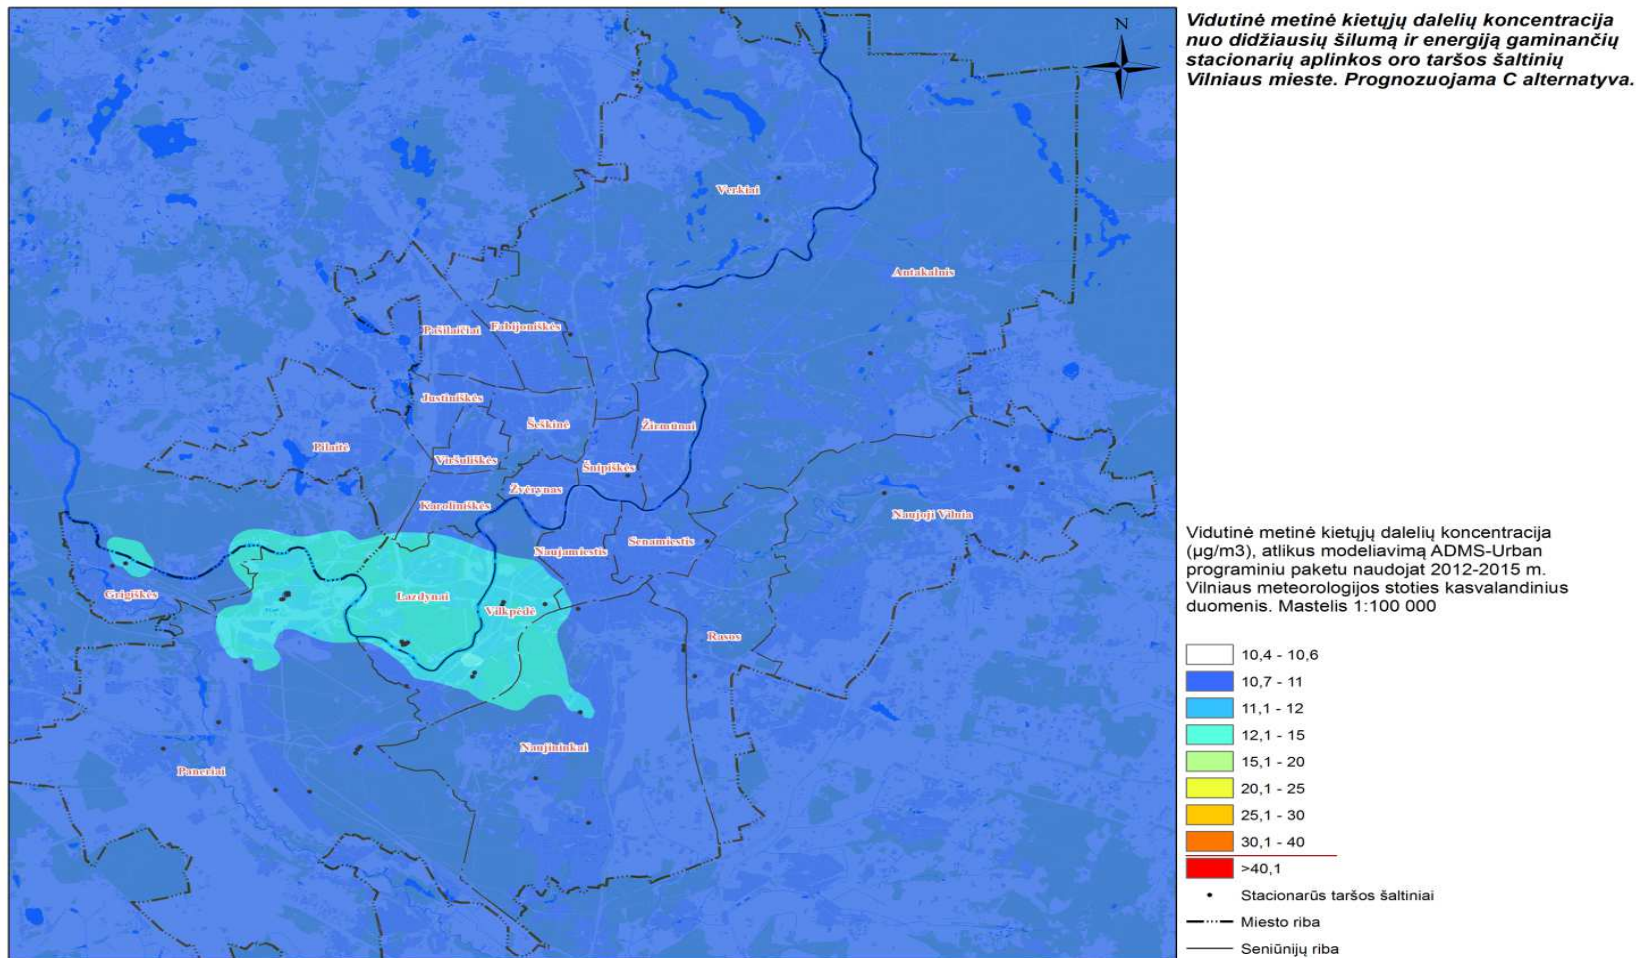 Vidutinė metinė kietųjų dalelių koncentracija
nuo didžiausių šilumą ir energiją gaminančių
stacionarių aplinkos oro taršos šaltinių
Vilniaus mieste. Prognozuojama C alternatyva.
N
Verkiai
Antakalnis
Pašilaičiai
Fabijoniškės
Justiniškės
Šeškinė
Žirmūnai
Pilaitė
Viršuliškės
Šnipiškės
Žvėrynas
Karoliniškės
Naujoji Vilnia
Naujamiestis
Senamiestis
Grigiškės
Lazdynai
Vilkpėdė
Rasos
Naujininkai
Paneriai
Vidutinė metinė kietųjų dalelių koncentracija
(µg/m3), atlikus modeliavimą ADMS-Urban
programiniu paketu naudojat 2012-2015 m.
Vilniaus meteorologijos stoties kasvalandinius
duomenis. Mastelis 1:100 000
10,4 - 10,6
10,7 - 11
11,1 - 12
12,1 - 15
15,1 - 20
20,1 - 25
25,1 - 30
30,1 - 40
>40,1
Stacionarūs taršos šaltiniai
Miesto riba
Seniūnijų riba